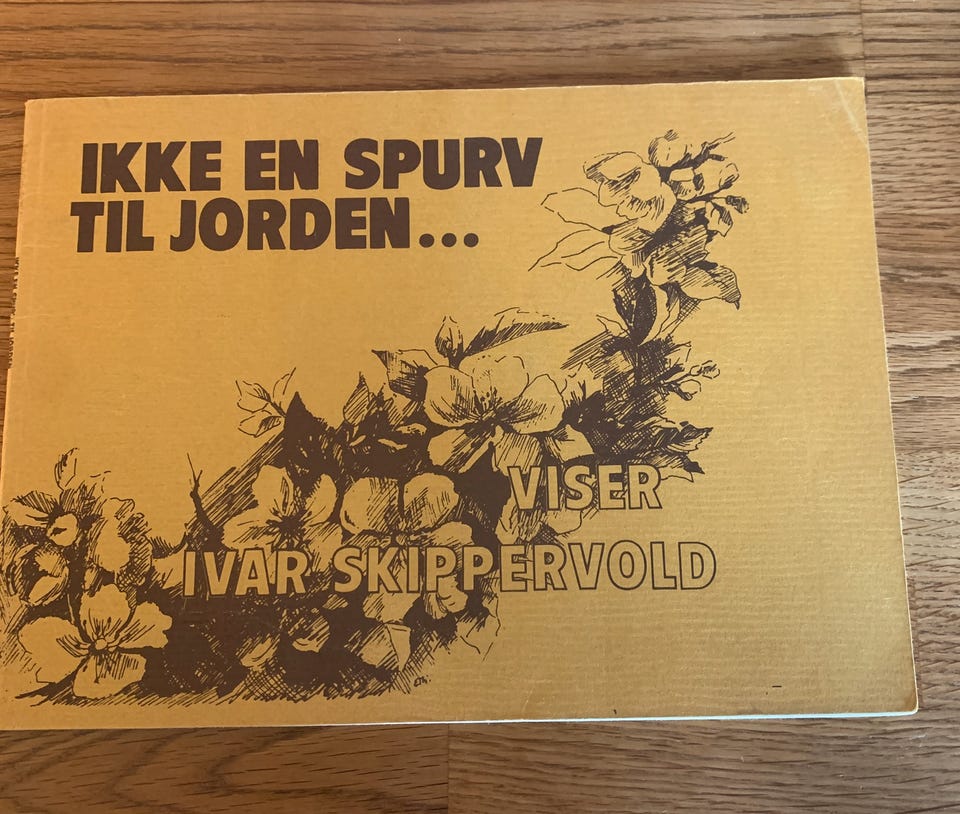 IKKE EN SPURV
TIL JORDEN...
VISER
IVAR SKIPPERVOLD